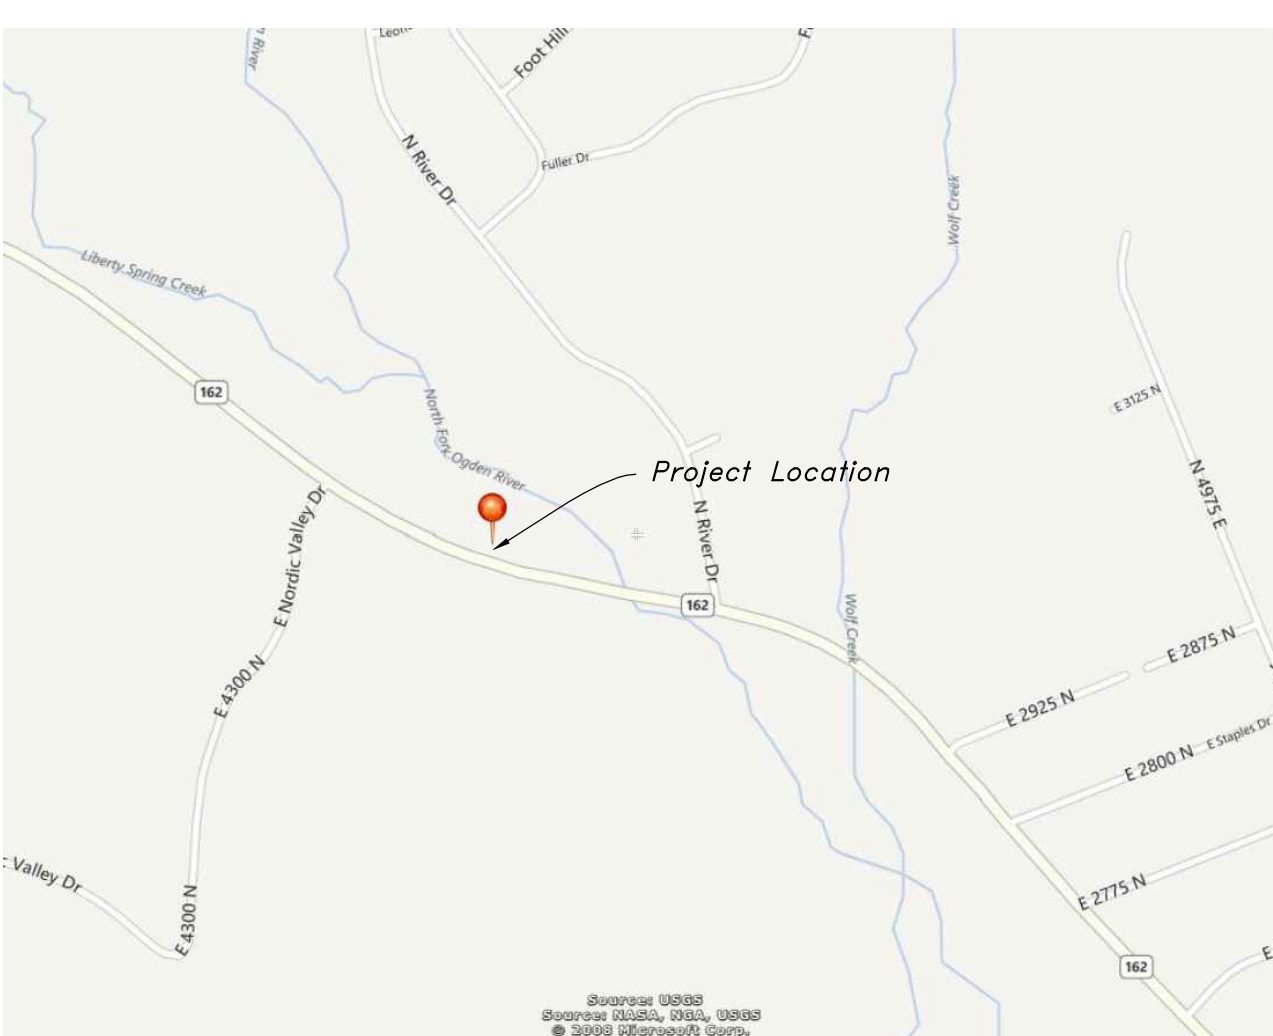 River
Foot Hill
N River Dr
Fuller Dr
Wolf Creek
Liberty Spring Creek
162
E 3125 N
North Fork Ogden River
Project Location
N 4975 E
E Nordic Valley Dr
N River Dr
162
Wolf Creek
E 2875 N
E 4300 N
E 2925 N
E Staples Dr
E 2800 N
Valley Dr
E 4300 N
E 2775 N
162
Source: USGS
Source: NASA, NGA, USGS
© 2008 Microsoft Corp.